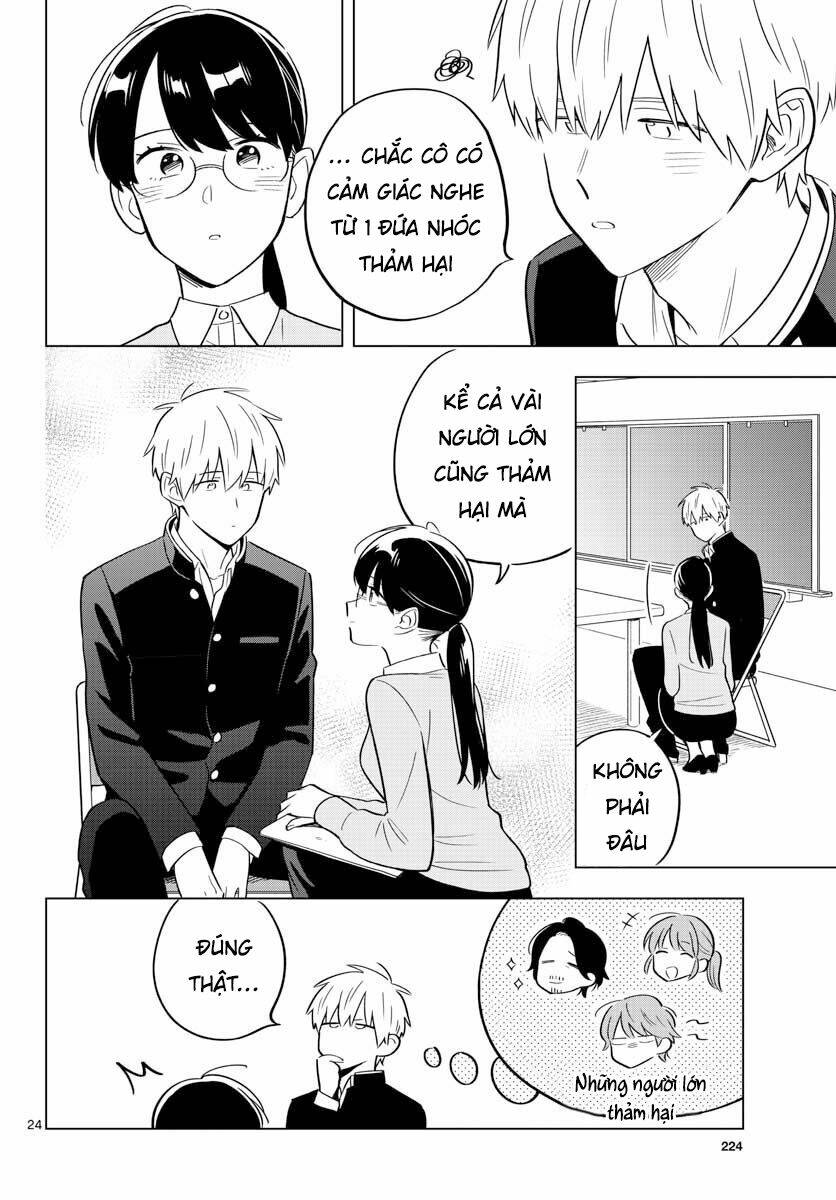 ... CHẮC CÔ CÓ
CẢM GIÁC NGHE
TỪ 1 ĐỨA NHÓC
THẢM HẠI
KHÔNG
PHẢI
ĐÂU
KỂ CẢ VÀI
NGƯỜI LỚN
CŨNG THẢM
HẠI MÀ
Những người lớn
thảm hại
ĐÚNG
THẬT...
24
224